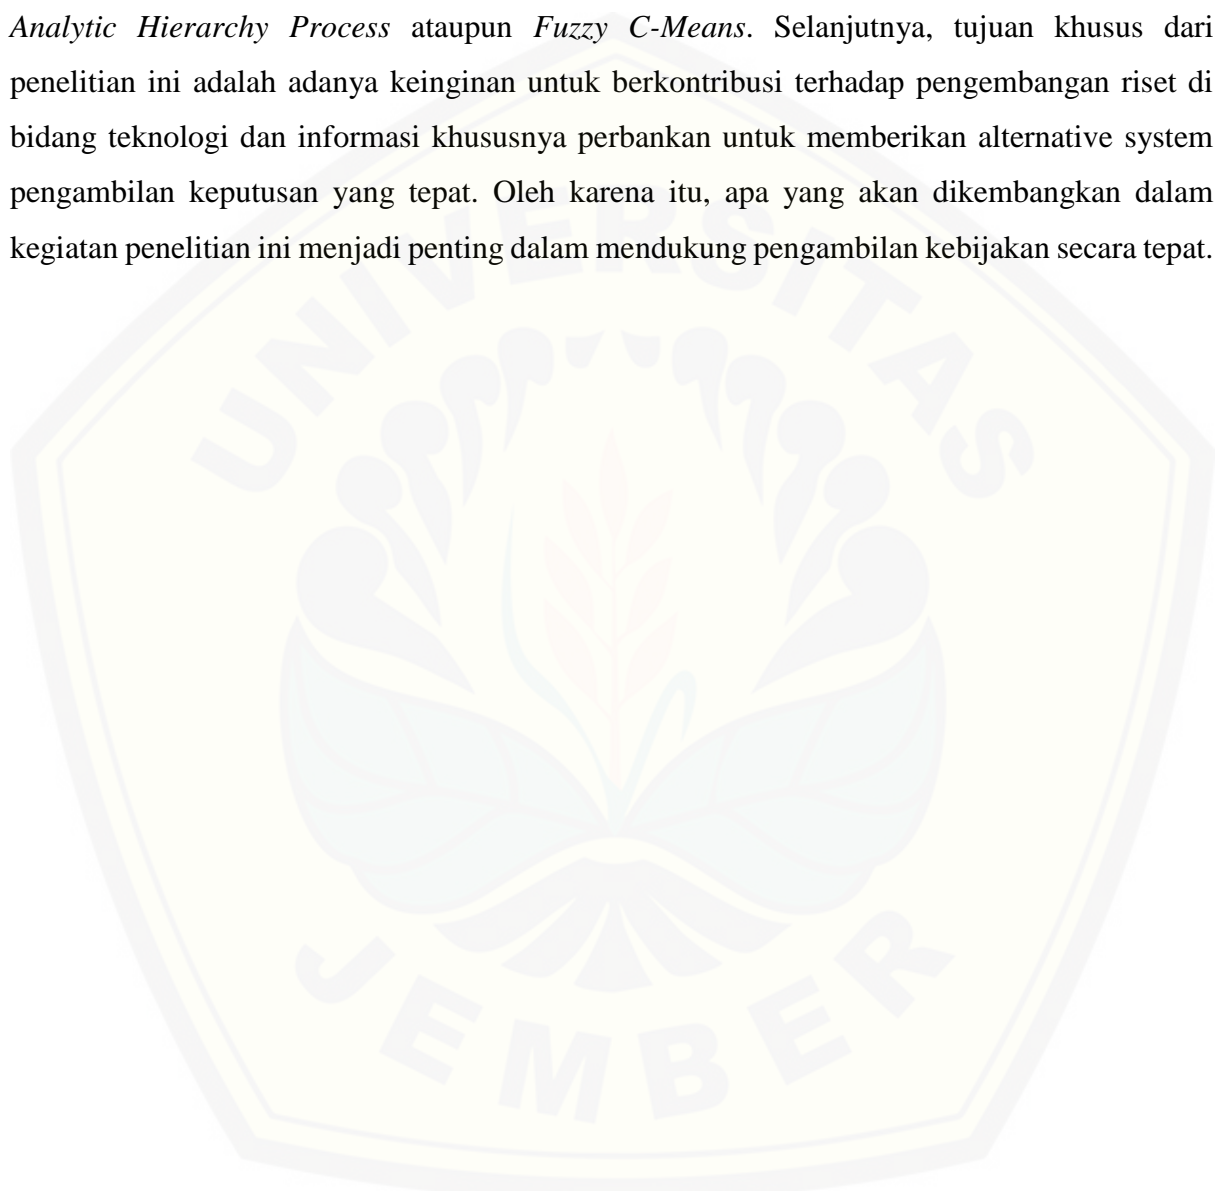 Analytic Hierarchy Process ataupun Fuzzy C-Means. Selanjutnya, tujuan khusus dari
penelitian ini adalah adanya keinginan untuk berkontribusi terhadap pengembangan riset di
bidang teknologi dan informasi khususnya perbankan untuk memberikan alternative system
pengambilan keputusan yang tepat. Oleh karena itu, apa yang akan dikembangkan dalam
kegiatan penelitian ini menjadi penting dalam mendukung pengambilan kebijakan secara tepat.
UNIVERSITAS
JEMBER